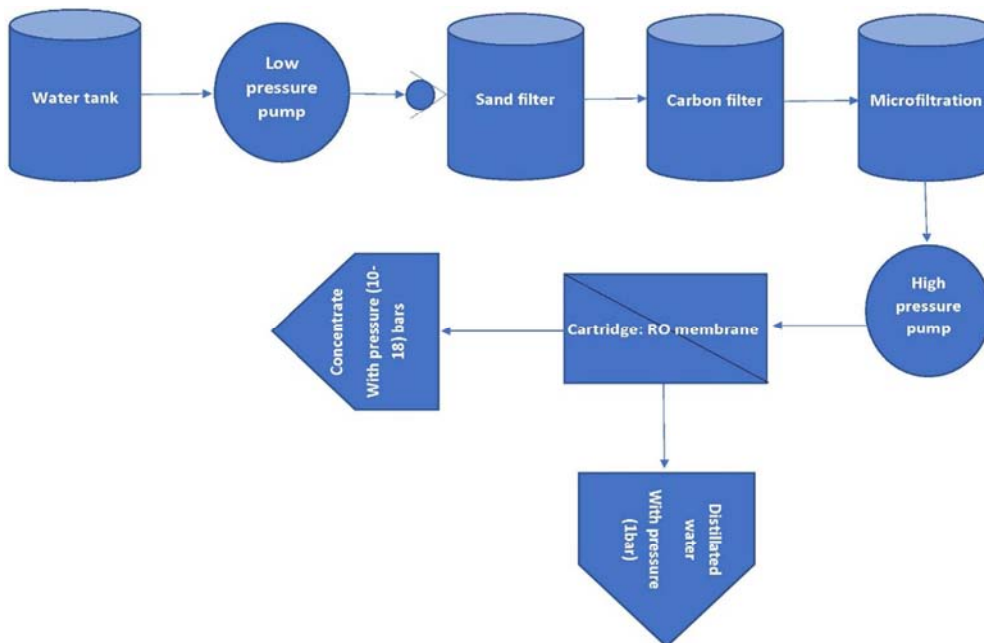 Water tank
Low
pressure
pump
Sand filter
Carbon filter
Microfiltration
High
pressure
pump
Cartridge: RO membrane
Concentrate
With pressure (10-
18) bars
Distillated
water
With pressure
(1bar)